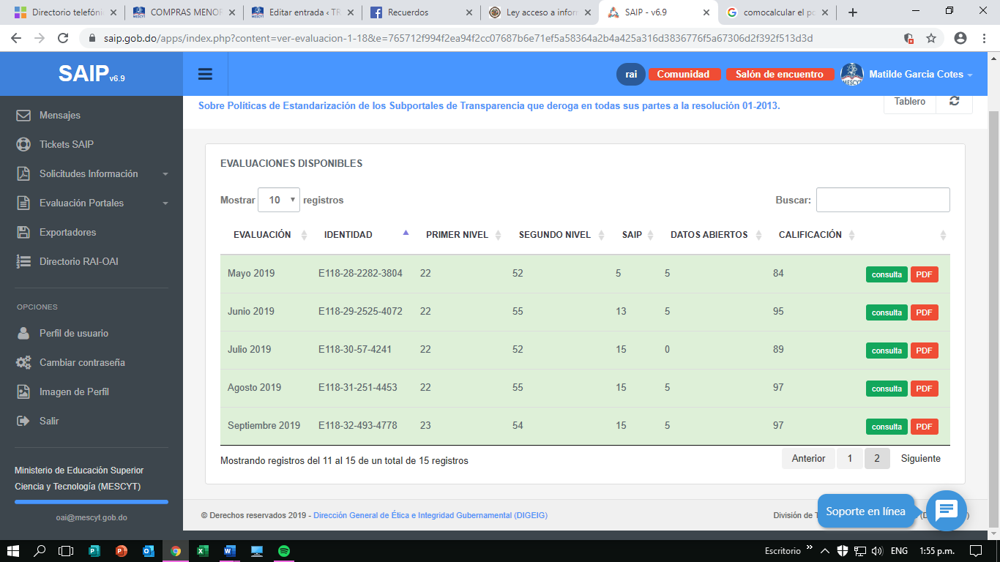 Directorio telefóni
COMPRAS MENOR
Editar entrada ‹ TR
Recuerdos
Ley acceso a inform
SAIP - v6.9
comocalcular el po
saip.gob.do/apps/index.php?content=ver-evaluacion-1-18&e=765712f994f2ea94f2cc07687b6e71ef5a58364a2b4a425a316d3836776f5a67306d2f392f513d3d
SAIP v6.9
rai
Comunidad
Salón de encuentro
MESCYT
Matilde Garcia Cotes
Sobre Políticas de Estandarización de los Subportales de Transparencia que deroga en todas sus partes a la resolución 01-2013.
Tablero
Mensajes
Tickets SAIP
Solicitudes Información
Evaluación Portales
Exportadores
Directorio RAI-OAI
OPCIONES
Perfil de usuario
Cambiar contraseña
Imagen de Perfil
Salir
Ministerio de Educación Superior
Ciencia y Tecnología (MESCYT)
oai@mescyt.gob.do
EVALUACIONES DISPONIBLES
Mostrar 10 registros
Buscar:
EVALUACIÓN IDENTIDAD PRIMER NIVEL SEGUNDO NIVEL SAIP DATOS ABIERTOS CALIFICACIÓN
Mayo 2019 E118-28-2282-3804 22 52 5 5 84 consulta PDF
Junio 2019 E118-29-2525-4072 22 55 13 5 95 consulta PDF
Julio 2019 E118-30-57-4241 22 52 15 0 89 consulta PDF
Agosto 2019 E118-31-251-4453 22 55 15 5 97 consulta PDF
Septiembre 2019 E118-32-493-4778 23 54 15 5 97 consulta PDF
Mostrando registros del 11 al 15 de un total de 15 registros
Anterior 1 2 Siguiente
© Derechos reservados 2019 - Dirección General de Ética e Integridad Gubernamental (DIGEIG)
División de T
Soporte en línea
Escritorio
ENG
1:55 p.m.